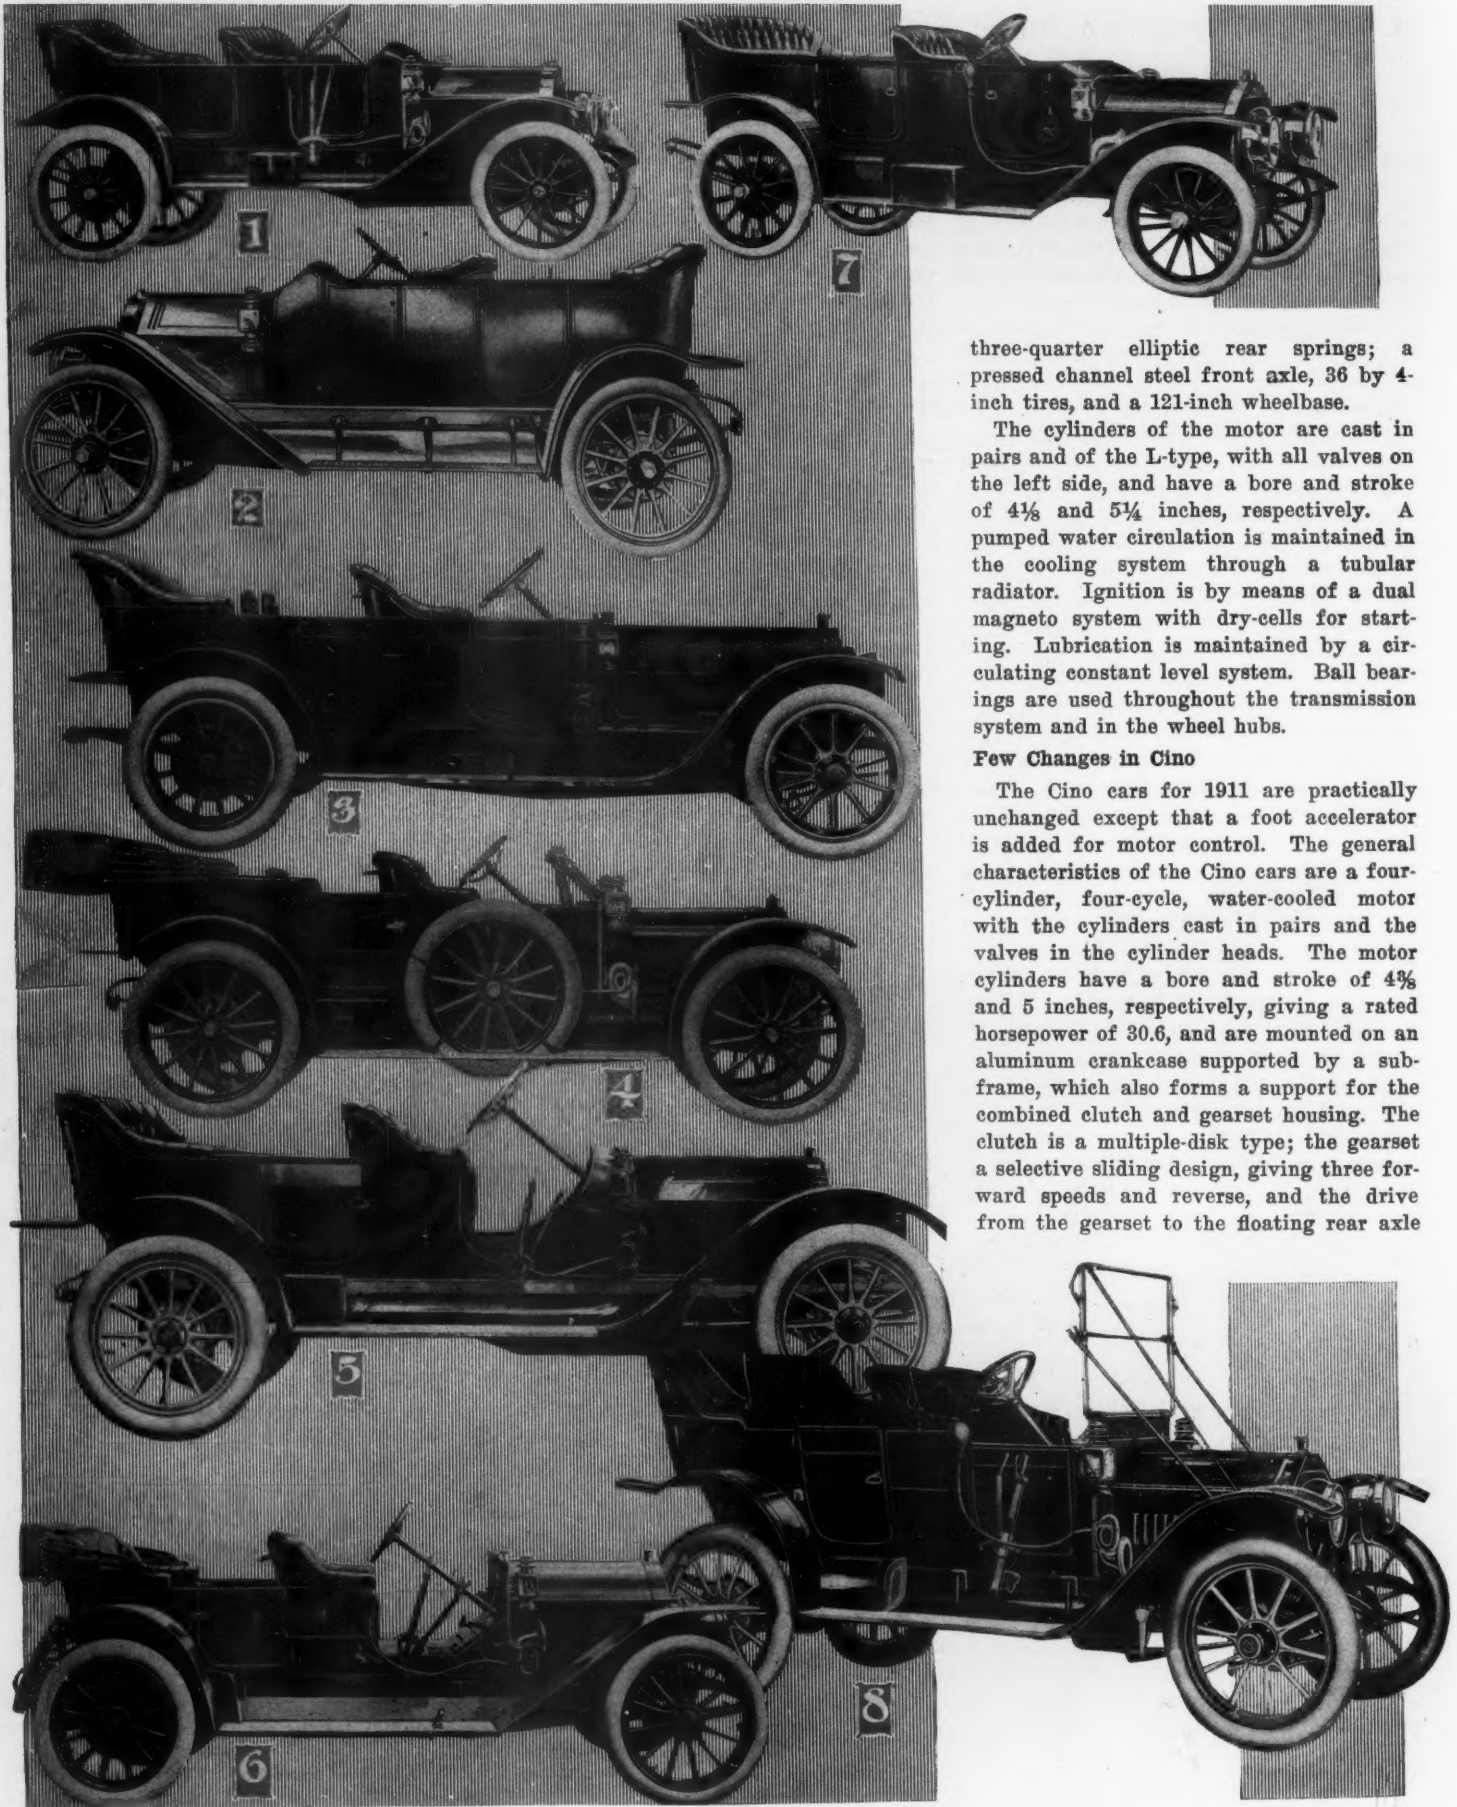 1
7
2
3
4
5
6
8
three-quarter elliptic rear springs; a
pressed channel steel front axle, 36 by 4-
inch tires, and a 121-inch wheelbase.
The cylinders of the motor are cast in
pairs and of the L-type, with all valves on
the left side, and have a bore and stroke
of 4⅛ and 5¼ inches, respectively. A
pumped water circulation is maintained in
the cooling system through a tubular
radiator. Ignition is by means of a dual
magneto system with dry-cells for start-
ing. Lubrication is maintained by a cir-
culating constant level system. Ball bear-
ings are used throughout the transmission
system and in the wheel hubs.
Few Changes in Cino
The Cino cars for 1911 are practically
unchanged except that a foot accelerator
is added for motor control. The general
characteristics of the Cino cars are a four-
cylinder, four-cycle, water-cooled motor
with the cylinders cast in pairs and the
valves in the cylinder heads. The motor
cylinders have a bore and stroke of 4⅜
and 5 inches, respectively, giving a rated
horsepower of 30.6, and are mounted on an
aluminum crankcase supported by a sub-
frame, which also forms a support for the
combined clutch and gearset housing. The
clutch is a multiple-disk type; the gearset
a selective sliding design, giving three for-
ward speeds and reverse, and the drive
from the gearset to the floating rear axle